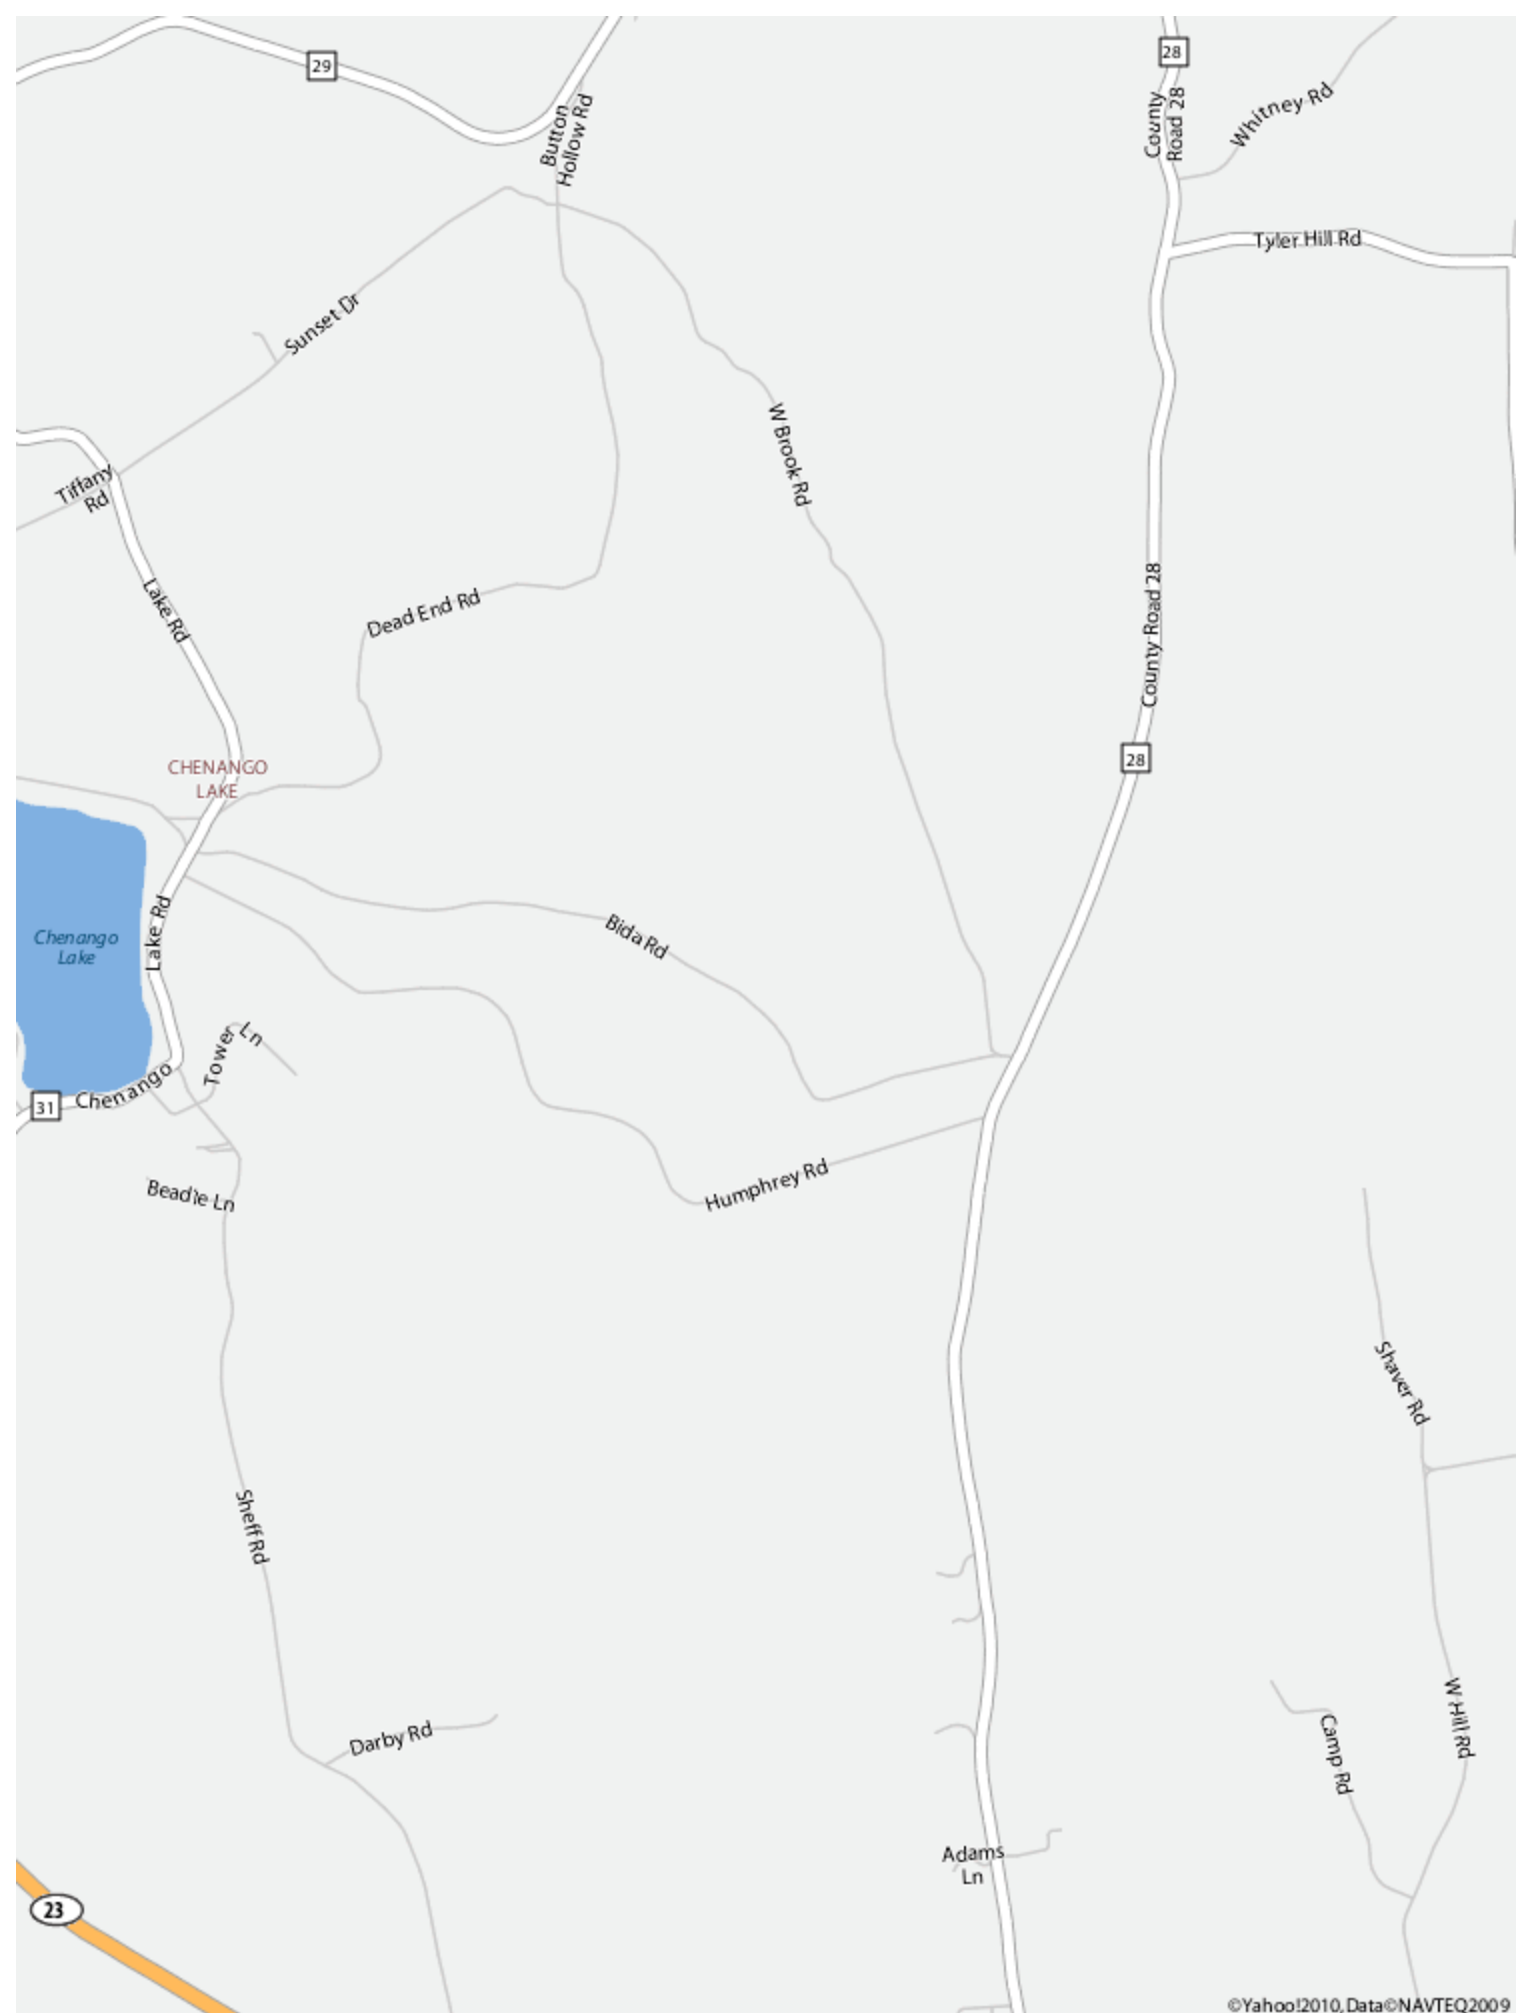 29
28
Button
Hollow Rd
County
Road 28
Whitney Rd
Tyler Hill Rd
Sunset Dr
W Brook Rd
Tiffany
Rd
Lake Rd
Dead End Rd
County Road 28
28
CHENANGO
LAKE
Lake Rd
Bida Rd
Chenango
Lake
Tower Ln
31
Chenango
Humphrey Rd
Beadle Ln
Shaver Rd
Sheff Rd
W Hill Rd
Darby Rd
Camp Rd
Adams
Ln
23
©Yahoo!2010, Data©NAVTEQ2009